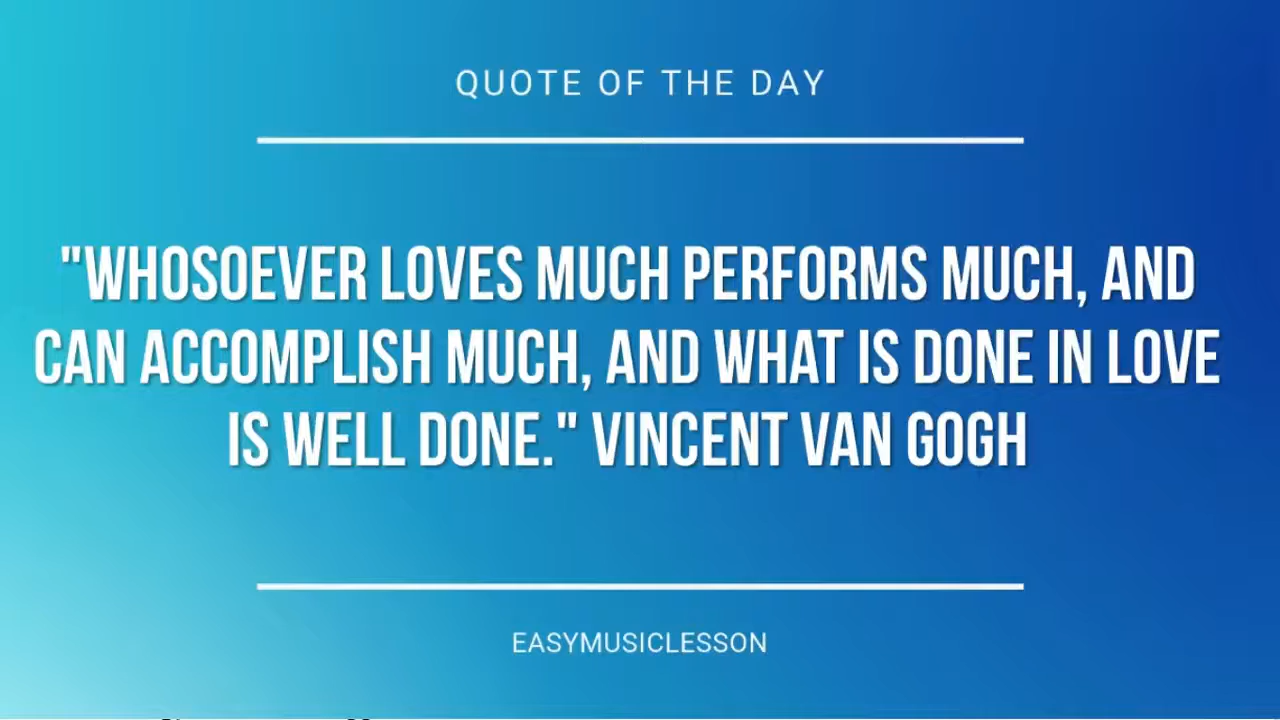 QUOTE OF THE DAY
"WHOSOEVER LOVES MUCH PERFORMS MUCH, AND
CAN ACCOMPLISH MUCH, AND WHAT IS DONE IN LOVE
IS WELL DONE." VINCENT VAN GOGH
EASYMUSICLESSON